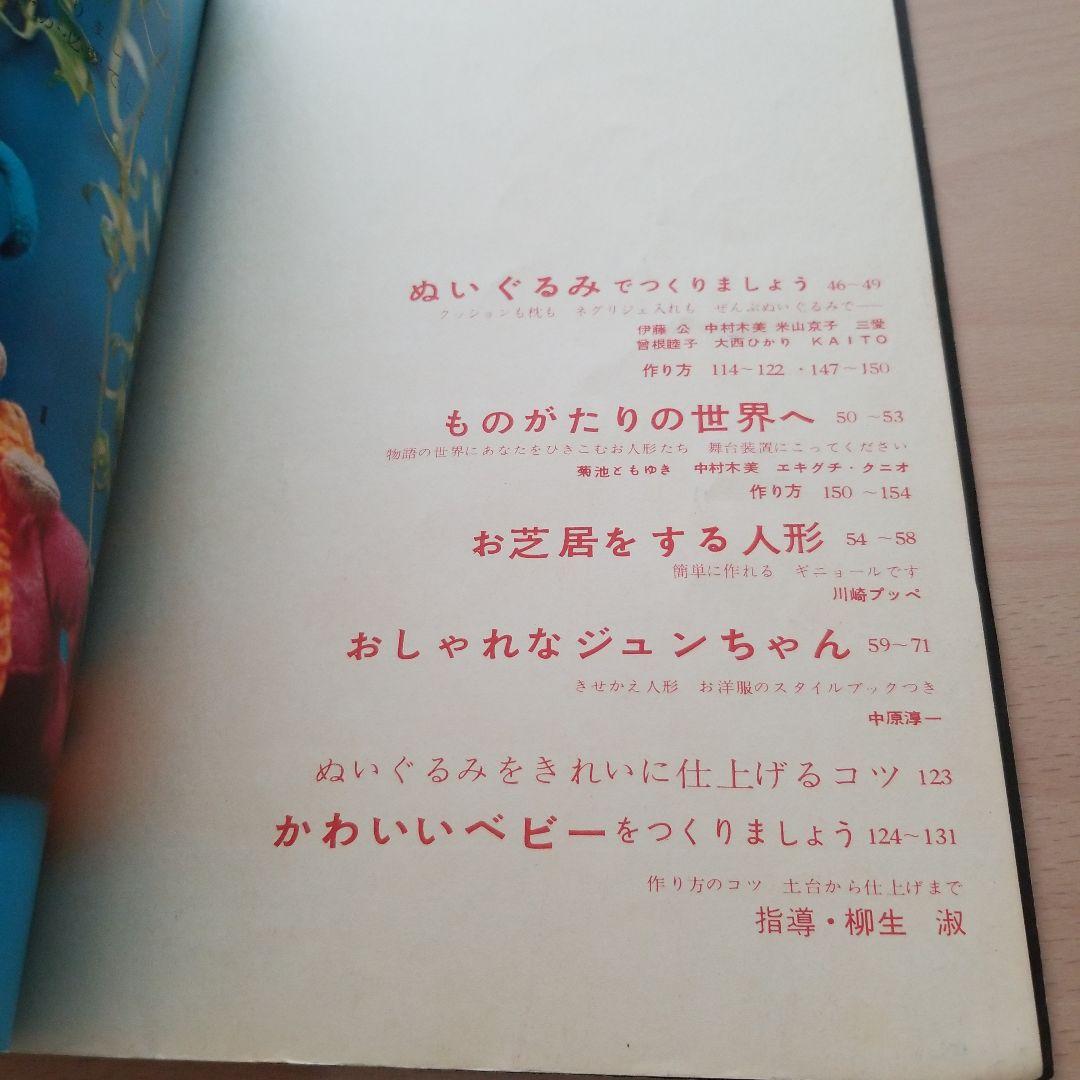 ぬいぐるみでつくりましょう 46〜49
クッションも枕も ネグリジェ入れも ぜんぶぬいぐるみで――
伊藤 公 中村木美 米山京子 三愛
曽根睦子 大西ひかり KAITO
作り方 114〜122・147〜150
ものがたりの世界へ 50〜53
物語の世界にあなたをひきこむお人形たち 舞台装置にこってください
菊池ともゆき 中村木美 エキグチ・クニオ
作り方 150〜154
お芝居をする人形 54〜58
簡単に作れる ギニョールです
川崎プッペ
おしゃれなジュンちゃん 59〜71
きせかえ人形 お洋服のスタイルブックつき
中原淳一
ぬいぐるみをきれいに仕上げるコツ 123
かわいいベビーをつくりましょう 124〜131
作り方のコツ 土台から仕上げまで
指導・柳生 淑